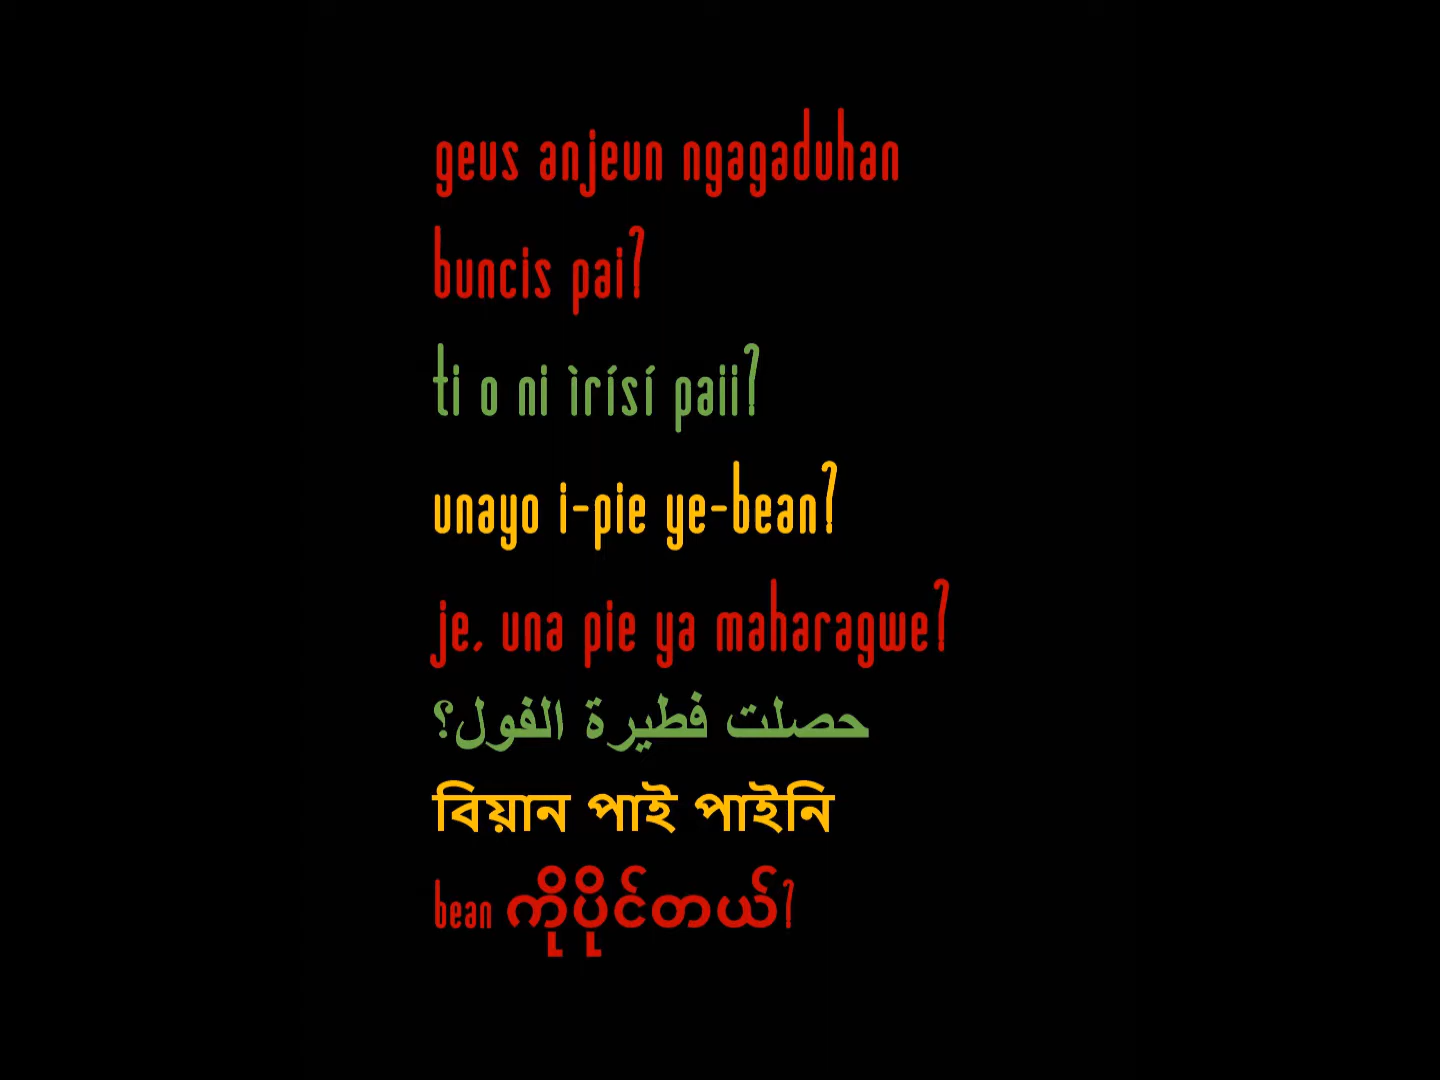 geus anjeun ngagaduhan
buncis pai?
ti o ni ìrísí paii?
unayo i-pie ye-bean?
je, una pie ya maharagwe?
حصلت فطيرة الفول؟
বিয়ান পাই পাইনি
bean ကိုပိုင်တယ်?